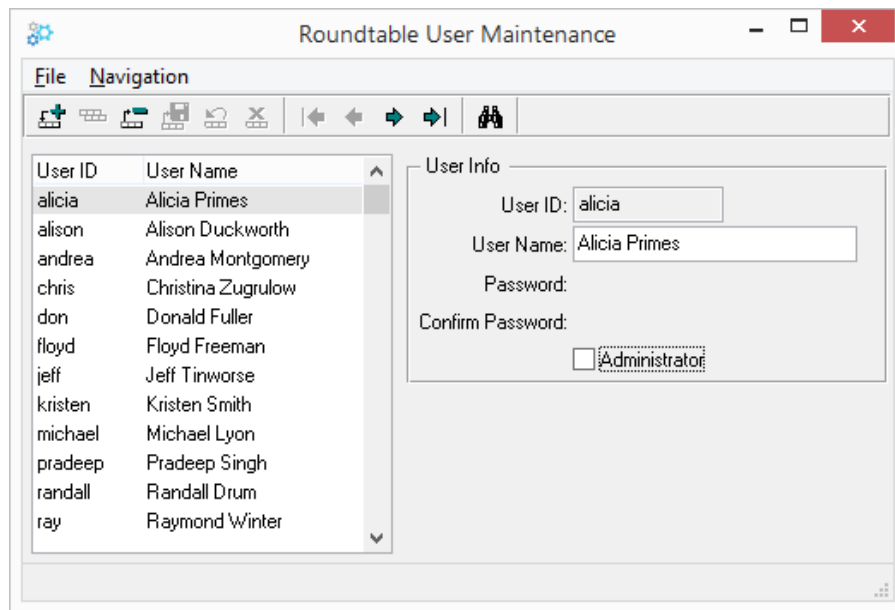 Roundtable User Maintenance
File Navigation
User ID User Name
alicia Alicia Primes
alison Alison Duckworth
andrea Andrea Montgomery
chris Christina Zugrulow
don Donald Fuller
floyd Floyd Freeman
jeff Jeff Tinworse
kristen Kristen Smith
michael Michael Lyon
pradeep Pradeep Singh
randall Randall Drum
ray Raymond Winter
User Info
User ID: alicia
User Name: Alicia Primes
Password:
Confirm Password:
Administrator